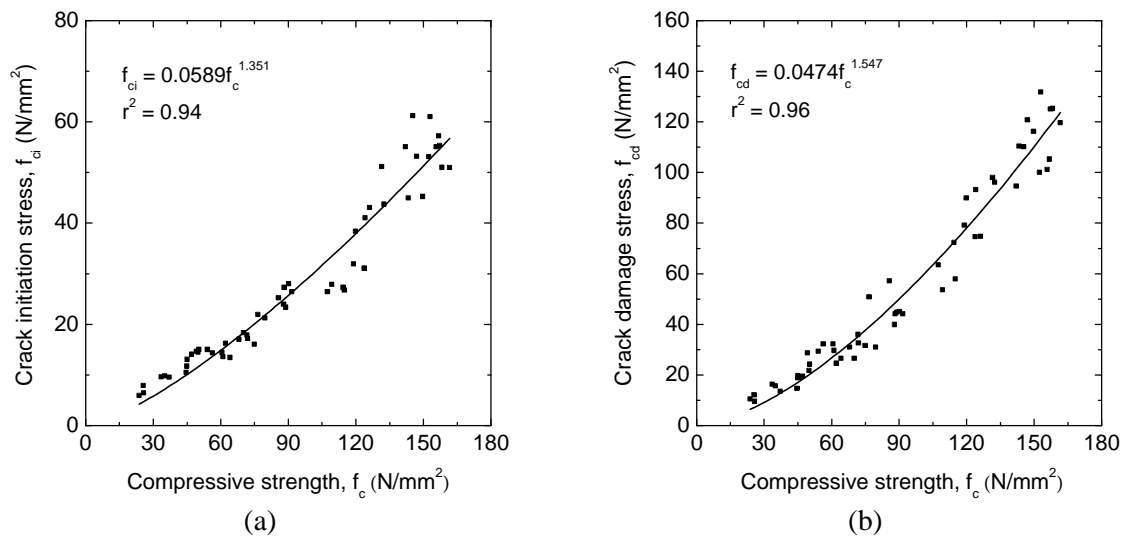 80
60
40
20
0
0 30 60 90 120 150 180
Crack initiation stress, f_ci (N/mm²)
f_ci = 0.0589f_c^1.351
r² = 0.94
Compressive strength, f_c (N/mm²)
(a)
160
140
120
100
80
60
40
20
0
0 30 60 90 120 150 180
Crack damage stress, f_cd (N/mm²)
f_cd = 0.0474f_c^1.547
r² = 0.96
Compressive strength, f_c (N/mm²)
(b)